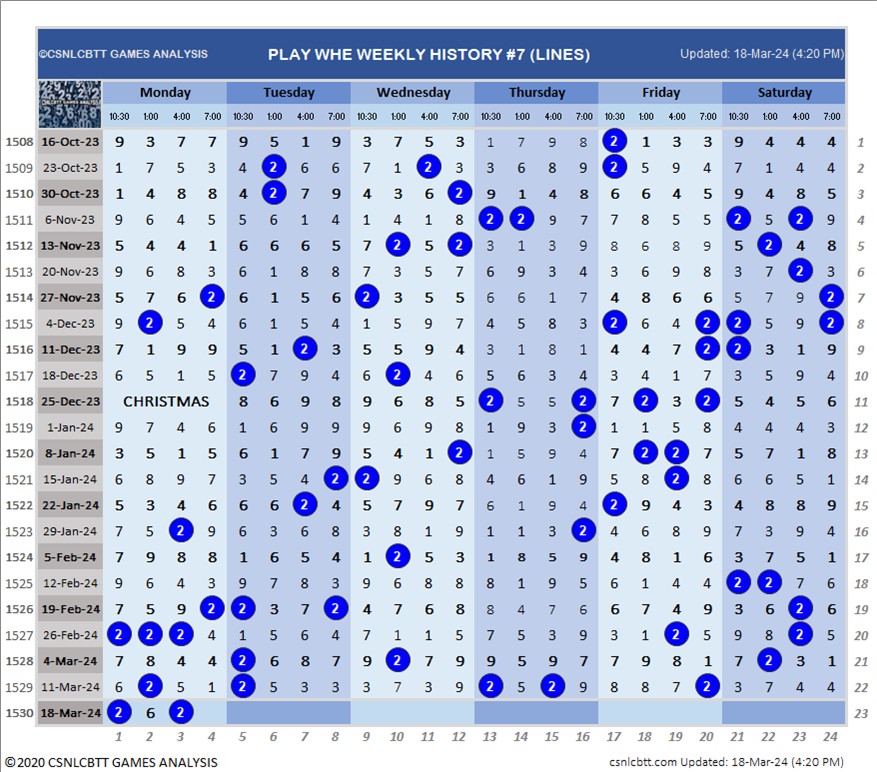 ©CSNLCBTT GAMES ANALYSIS PLAY WHE WEEKLY HISTORY #7 (LINES) Updated: 18-Mar-24 (4:20 PM)
CSNLCBTT GAMES ANALYSIS
Monday Tuesday Wednesday Thursday Friday Saturday
10:30 1:00 4:00 7:00 10:30 1:00 4:00 7:00 10:30 1:00 4:00 7:00 10:30 1:00 4:00 7:00 10:30 1:00 4:00 7:00 10:30 1:00 4:00 7:00
1508 16-Oct-23 9 3 7 7 9 5 1 9 3 7 5 3 1 7 9 8 2 1 3 3 9 4 4 4 1
1509 23-Oct-23 1 7 5 3 4 2 6 6 7 1 2 3 3 6 8 9 2 5 9 4 7 1 4 4 2
1510 30-Oct-23 1 4 8 8 4 2 7 9 4 3 6 2 9 1 4 8 6 6 4 5 9 4 8 5 3
1511 6-Nov-23 9 6 4 5 5 6 1 4 1 4 1 8 2 2 9 7 7 8 5 5 2 5 2 9 4
1512 13-Nov-23 5 4 4 1 6 6 6 5 7 2 5 2 3 1 3 9 8 6 8 9 5 2 4 8 5
1513 20-Nov-23 9 6 8 3 6 1 8 8 7 3 5 7 6 9 3 4 3 6 9 8 3 7 2 3 6
1514 27-Nov-23 5 7 6 2 6 1 5 6 2 3 5 5 6 6 1 7 4 8 6 6 5 7 9 2 7
1515 4-Dec-23 9 2 5 4 6 1 5 4 1 5 9 7 4 5 8 3 2 6 4 2 2 5 9 2 8
1516 11-Dec-23 7 1 9 9 5 1 2 3 5 5 9 4 3 1 8 1 4 4 7 2 2 3 1 9 9
1517 18-Dec-23 6 5 1 5 2 7 9 4 6 2 4 6 5 6 3 4 3 4 1 7 3 5 9 4 10
1518 25-Dec-23 CHRISTMAS 8 6 9 8 9 6 8 5 2 5 5 2 7 2 3 2 5 4 5 6 11
1519 1-Jan-24 9 7 4 6 1 6 9 9 9 6 9 8 1 9 3 2 1 1 5 8 4 4 4 3 12
1520 8-Jan-24 3 5 1 5 6 1 7 9 5 4 1 2 1 5 9 4 7 2 2 7 5 7 1 8 13
1521 15-Jan-24 6 8 9 7 3 5 4 2 2 9 1 4 4 6 1 9 5 8 2 8 6 6 5 1 14
1522 22-Jan-24 5 3 4 6 6 6 2 4 5 7 9 7 6 1 9 4 2 9 4 3 4 8 8 9 15
1523 29-Jan-24 7 5 2 9 6 3 6 8 3 8 1 9 9 1 1 2 4 6 8 9 7 3 9 4 16
1524 5-Feb-24 7 9 8 8 1 6 5 4 1 2 5 3 1 8 5 9 4 8 1 6 3 7 5 1 17
1525 12-Feb-24 9 6 4 3 9 7 8 3 9 6 8 8 8 1 9 5 6 1 4 4 2 2 7 6 18
1526 19-Feb-24 7 5 9 2 2 3 7 2 4 7 6 8 8 4 7 6 6 7 4 9 3 6 2 6 19
1527 26-Feb-24 2 2 2 4 1 5 6 4 7 1 1 5 7 5 3 9 3 1 2 5 9 8 2 5 20
1528 4-Mar-24 7 8 4 4 2 6 8 7 9 2 7 9 9 5 9 7 7 9 8 1 7 2 3 1 21
1529 11-Mar-24 6 2 5 1 2 5 3 3 3 7 3 9 2 5 2 9 8 8 7 2 3 7 4 4 22
1530 18-Mar-24 2 6 2 23
1 2 3 4 5 6 7 8 9 10 11 12 13 14 15 16 17 18 19 20 21 22 23 24
©2020 CSNLCBTT GAMES ANALYSIS csnlcbtt.com Updated: 18-Mar-24 (4:20 PM)